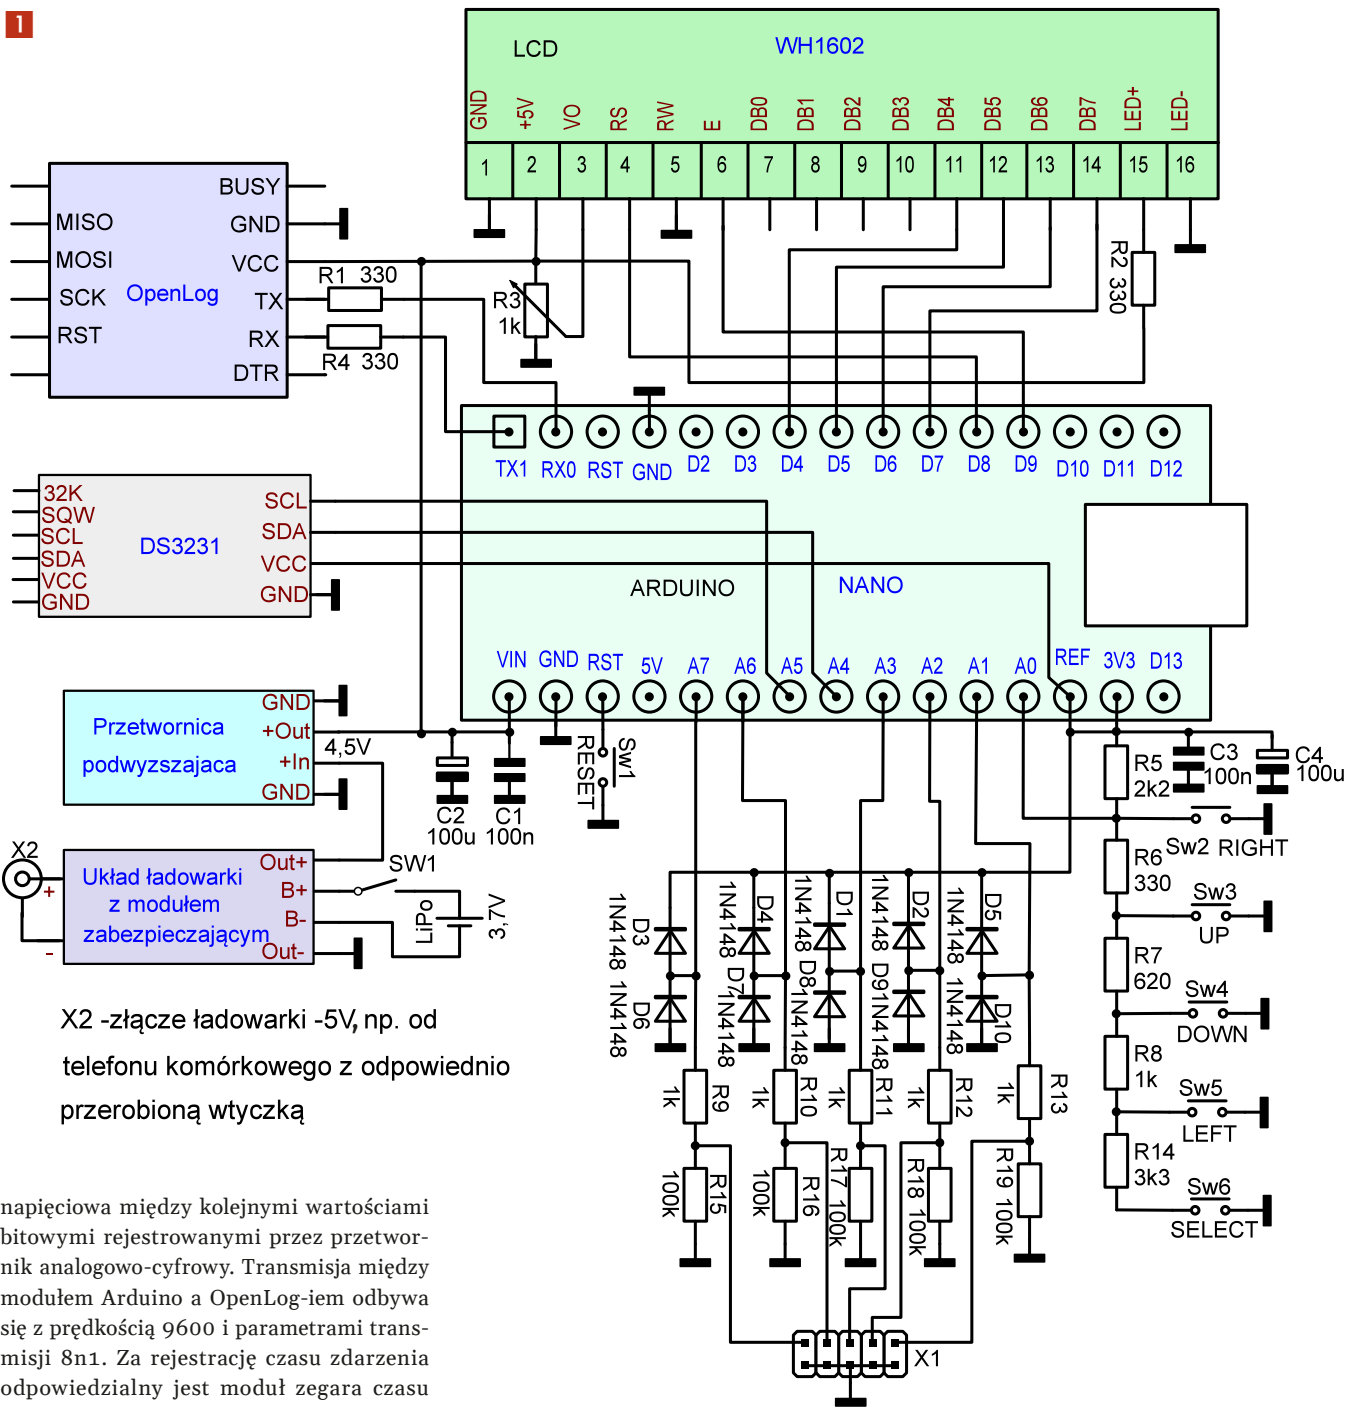 1
LCD
WH1602
GND
+5V
VO
RS
RW
E
DB0
DB1
DB2
DB3
DB4
DB5
DB6
DB7
LED+
LED-
1 2 3 4 5 6 7 8 9 10 11 12 13 14 15 16
BUSY
MISO
GND
MOSI
VCC
SCK
OpenLog
TX
RST
RX
DTR
R1 330
R4 330
R3
1k
R2 330
TX1 RX0 RST GND D2 D3 D4 D5 D6 D7 D8 D9 D10 D11 D12
32K
SQW
SCL
SDA
VCC
GND
DS3231
SCL
SDA
VCC
GND
ARDUINO
NANO
VIN GND RST 5V A7 A6 A5 A4 A3 A2 A1 A0 REF 3V3 D13
Przetwornica
podwyzszajaca
GND
+Out
+In
GND
4,5V
C2
100u
C1
100n
Sw1
RESET
R5
2k2
C3
100n
C4
100u
Sw2 RIGHT
R6
330
Sw3
UP
R7
620
Sw4
DOWN
R8
1k
Sw5
LEFT
R14
3k3
Sw6
SELECT
X2
+
-
Układ ładowarki
z modułem
zabezpieczającym
Out+
B+
B-
Out-
SW1
LiPo
3,7V
D3
1N4148
D4
1N4148
D1
1N4148
D2
1N4148
D5
1N4148
D6
1N4148
D7
1N4148
D8
1N4148
D9
1N4148
D10
1N4148
R9
1k
R10
1k
R11
1k
R12
1k
R13
1k
R15
100k
R16
100k
R17 100k
R18 100k
R19 100k
X1
X2 -złącze ładowarki -5V, np. od
telefonu komórkowego z odpowiednio
przerobioną wtyczką
napięciowa między kolejnymi wartościami
bitowymi rejestrowanymi przez przetwor-
nik analogowo-cyfrowy. Transmisja między
modułem Arduino a OpenLog-iem odbywa
się z prędkością 9600 i parametrami trans-
misji 8n1. Za rejestrację czasu zdarzenia
odpowiedzialny jest moduł zegara czasu